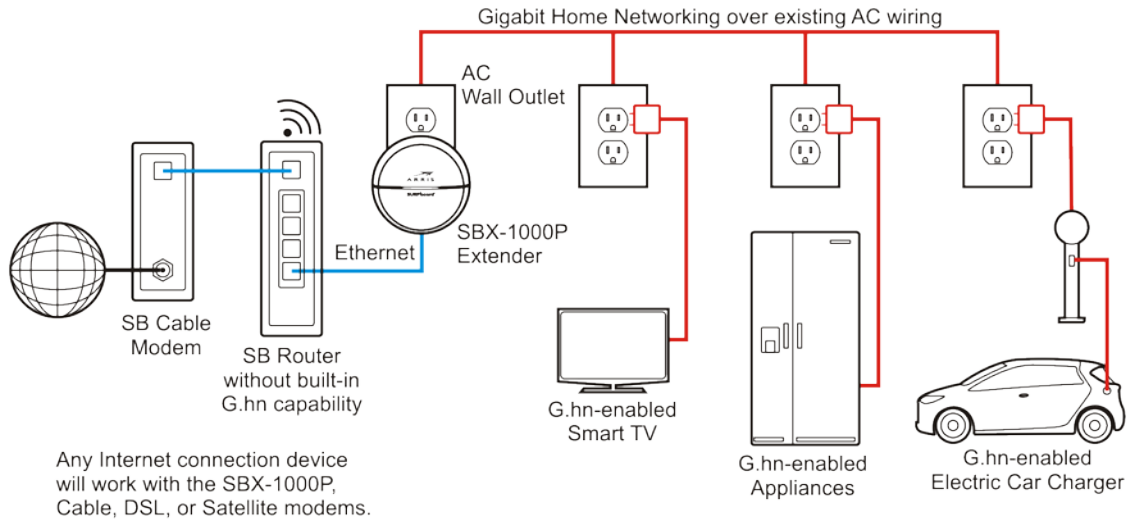 Gigabit Home Networking over existing AC wiring
AC
Wall Outlet
ARRIS
SURFboard
SBX-1000P
Extender
Ethernet
SB Cable
Modem
SB Router
without built-in
G.hn capability
G.hn-enabled
Smart TV
G.hn-enabled
Appliances
G.hn-enabled
Electric Car Charger
Any Internet connection device
will work with the SBX-1000P,
Cable, DSL, or Satellite modems.